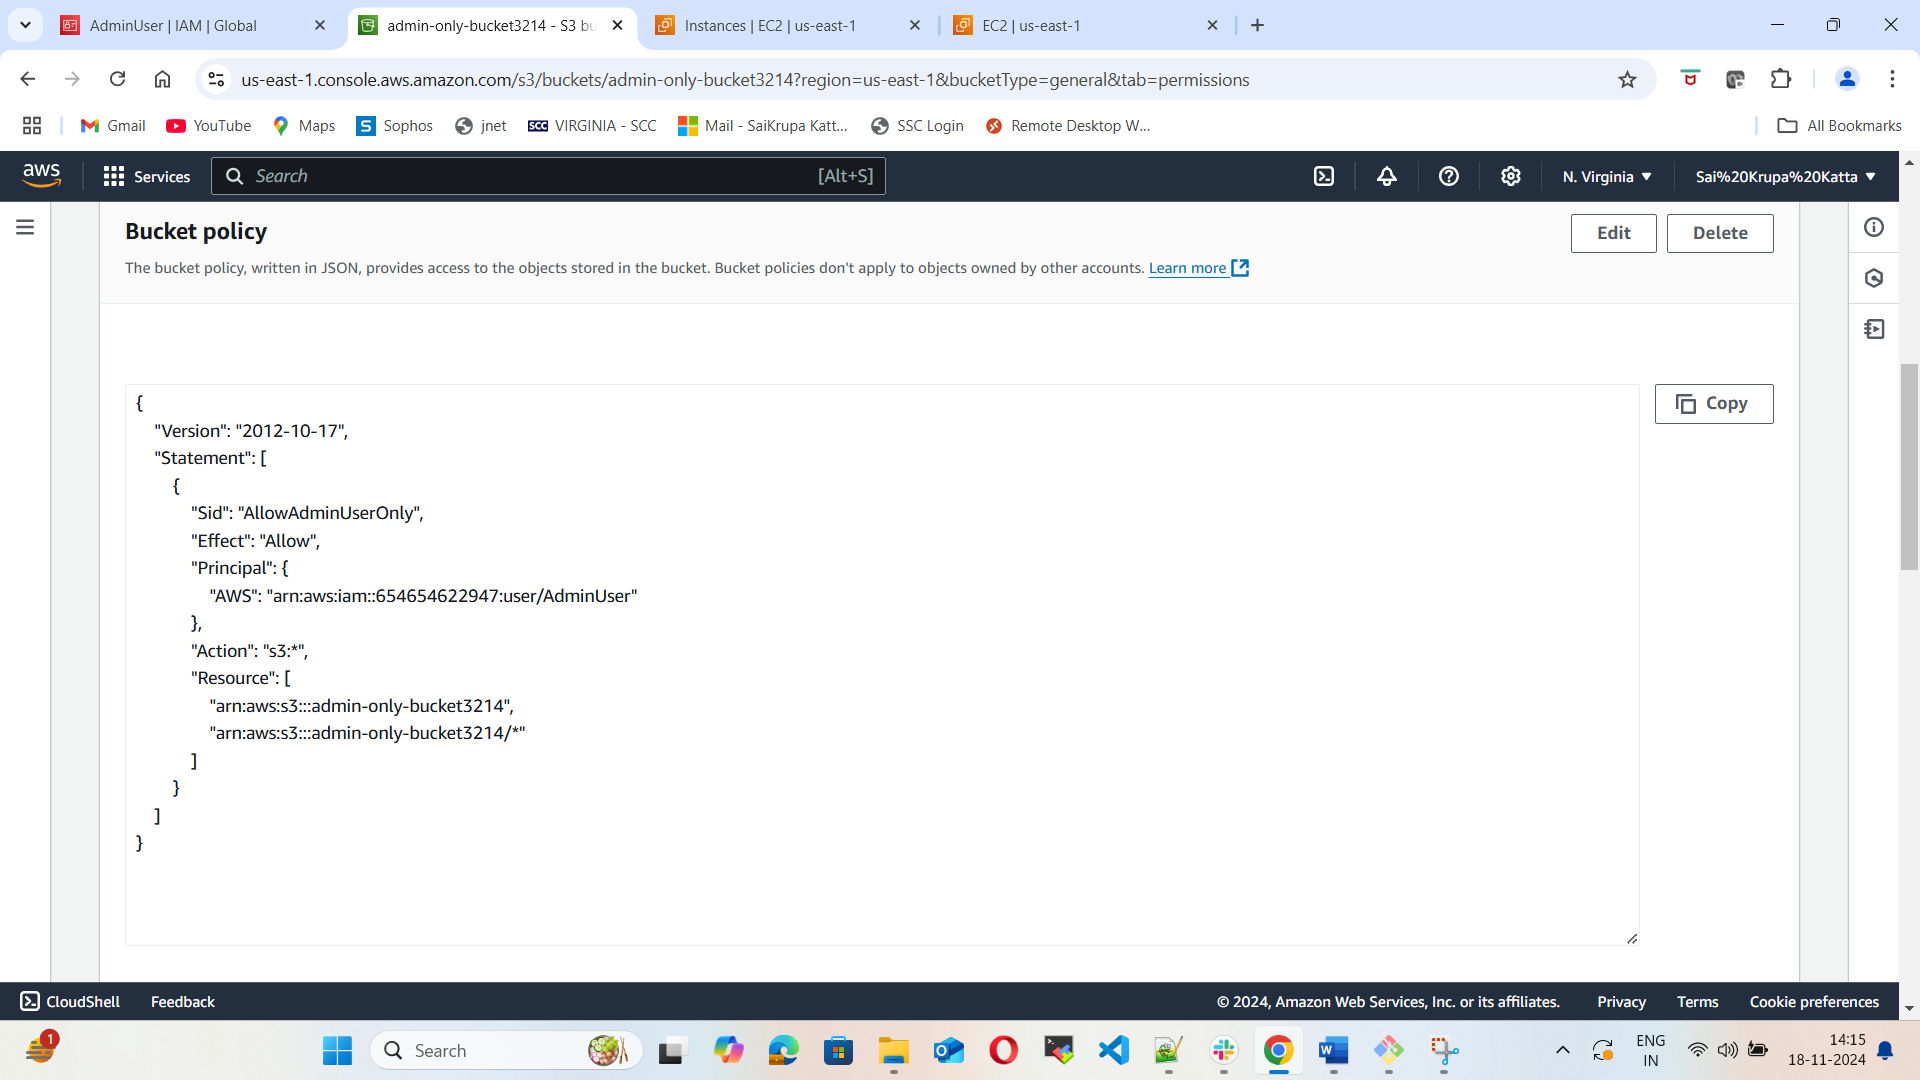 AdminUser | IAM | Global
admin-only-bucket3214 - S3 bu
Instances | EC2 | us-east-1
EC2 | us-east-1
us-east-1.console.aws.amazon.com/s3/buckets/admin-only-bucket3214?region=us-east-1&bucketType=general&tab=permissions
Gmail
YouTube
Maps
S Sophos
jnet
SCC VIRGINIA - SCC
Mail - SaiKrupa Katt...
SSC Login
Remote Desktop W...
All Bookmarks
aws
Services
Search
[Alt+S]
N. Virginia
Sai%20Krupa%20Katta
Bucket policy
Edit
Delete
The bucket policy, written in JSON, provides access to the objects stored in the bucket. Bucket policies don't apply to objects owned by other accounts. Learn more
Copy
{
"Version": "2012-10-17",
"Statement": [
{
"Sid": "AllowAdminUserOnly",
"Effect": "Allow",
"Principal": {
"AWS": "arn:aws:iam::654654622947:user/AdminUser"
},
"Action": "s3:*",
"Resource": [
"arn:aws:s3:::admin-only-bucket3214",
"arn:aws:s3:::admin-only-bucket3214/*"
]
}
]
}
CloudShell
Feedback
© 2024, Amazon Web Services, Inc. or its affiliates.
Privacy
Terms
Cookie preferences
1
Search
ENG
IN
14:15
18-11-2024